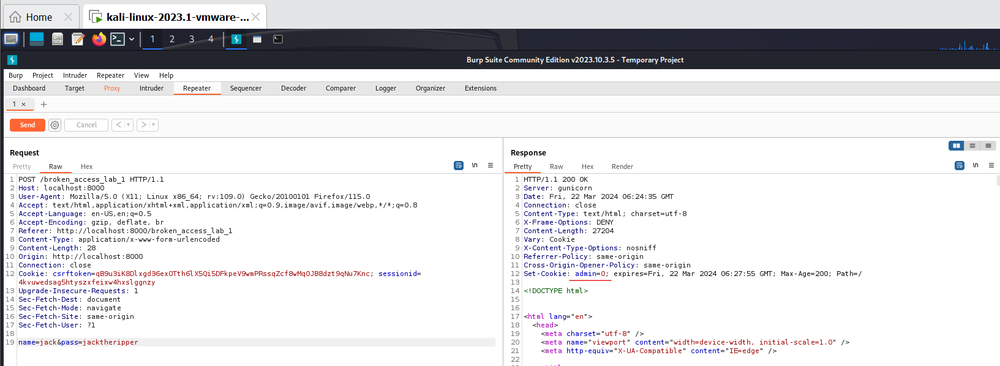 Home
kali-linux-2023.1-vmware-...
1 2 3 4
Burp Suite Community Edition v2023.10.3.5 - Temporary Project
Burp Project Intruder Repeater View Help
Dashboard Target Proxy Intruder Repeater Sequencer Decoder Comparer Logger Organizer Extensions
1 × +
Send Cancel < >
Request
Pretty Raw Hex \n
1 POST /broken_access_lab_1 HTTP/1.1
2 Host: localhost:8000
3 User-Agent: Mozilla/5.0 (X11; Linux x86_64; rv:109.0) Gecko/20100101 Firefox/115.0
4 Accept: text/html,application/xhtml+xml,application/xml;q=0.9,image/avif,image/webp,*/*;q=0.8
5 Accept-Language: en-US,en;q=0.5
6 Accept-Encoding: gzip, deflate, br
7 Referer: http://localhost:8000/broken_access_lab_1
8 Content-Type: application/x-www-form-urlencoded
9 Content-Length: 28
10 Origin: http://localhost:8000
11 Connection: close
12 Cookie: csrftoken=qB9u3iK8Dlxgd36exOTth6lX5Qi5DFkpeV9wmPRssqZcf8wMq0JB8dzt9qNu7Knc; sessionid=
4kvuwedsag5htyszxfeixw4hxslggnzy
13 Upgrade-Insecure-Requests: 1
14 Sec-Fetch-Dest: document
15 Sec-Fetch-Mode: navigate
16 Sec-Fetch-Site: same-origin
17 Sec-Fetch-User: ?1
18
19 name=jack&pass=jacktheripper
Response
Pretty Raw Hex Render \n
1 HTTP/1.1 200 OK
2 Server: gunicorn
3 Date: Fri, 22 Mar 2024 06:24:35 GMT
4 Connection: close
5 Content-Type: text/html; charset=utf-8
6 X-Frame-Options: DENY
7 Content-Length: 27204
8 Vary: Cookie
9 X-Content-Type-Options: nosniff
10 Referrer-Policy: same-origin
11 Cross-Origin-Opener-Policy: same-origin
12 Set-Cookie: admin=0; expires=Fri, 22 Mar 2024 06:27:55 GMT; Max-Age=200; Path=/
13
14 <!DOCTYPE html>
15
16
17 <html lang="en">
18 <head>
19 <meta charset="utf-8" />
20 <meta name="viewport" content="width=device-width, initial-scale=1.0" />
21 <meta http-equiv="X-UA-Compatible" content="IE=edge" />
22